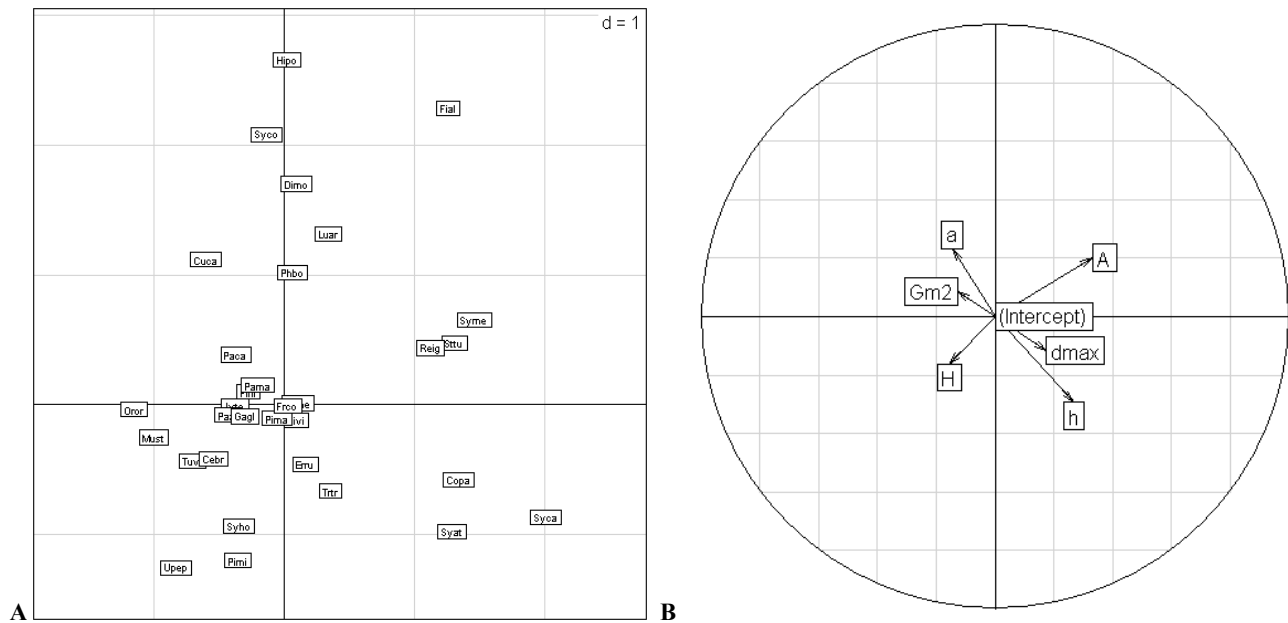 d = 1
Hipo
Fial
Syco
Dimo
Luar
Cuca
Phbo
Syme
Sttu
Reig
Paca
Pama
Frco
Oror
Gagl
Pima
Must
Cebr
Erru
Trtr
Copa
Syca
Syho
Syat
Pimi
Upep
A
a
A
Gm2
(Intercept)
dmax
H
h
B